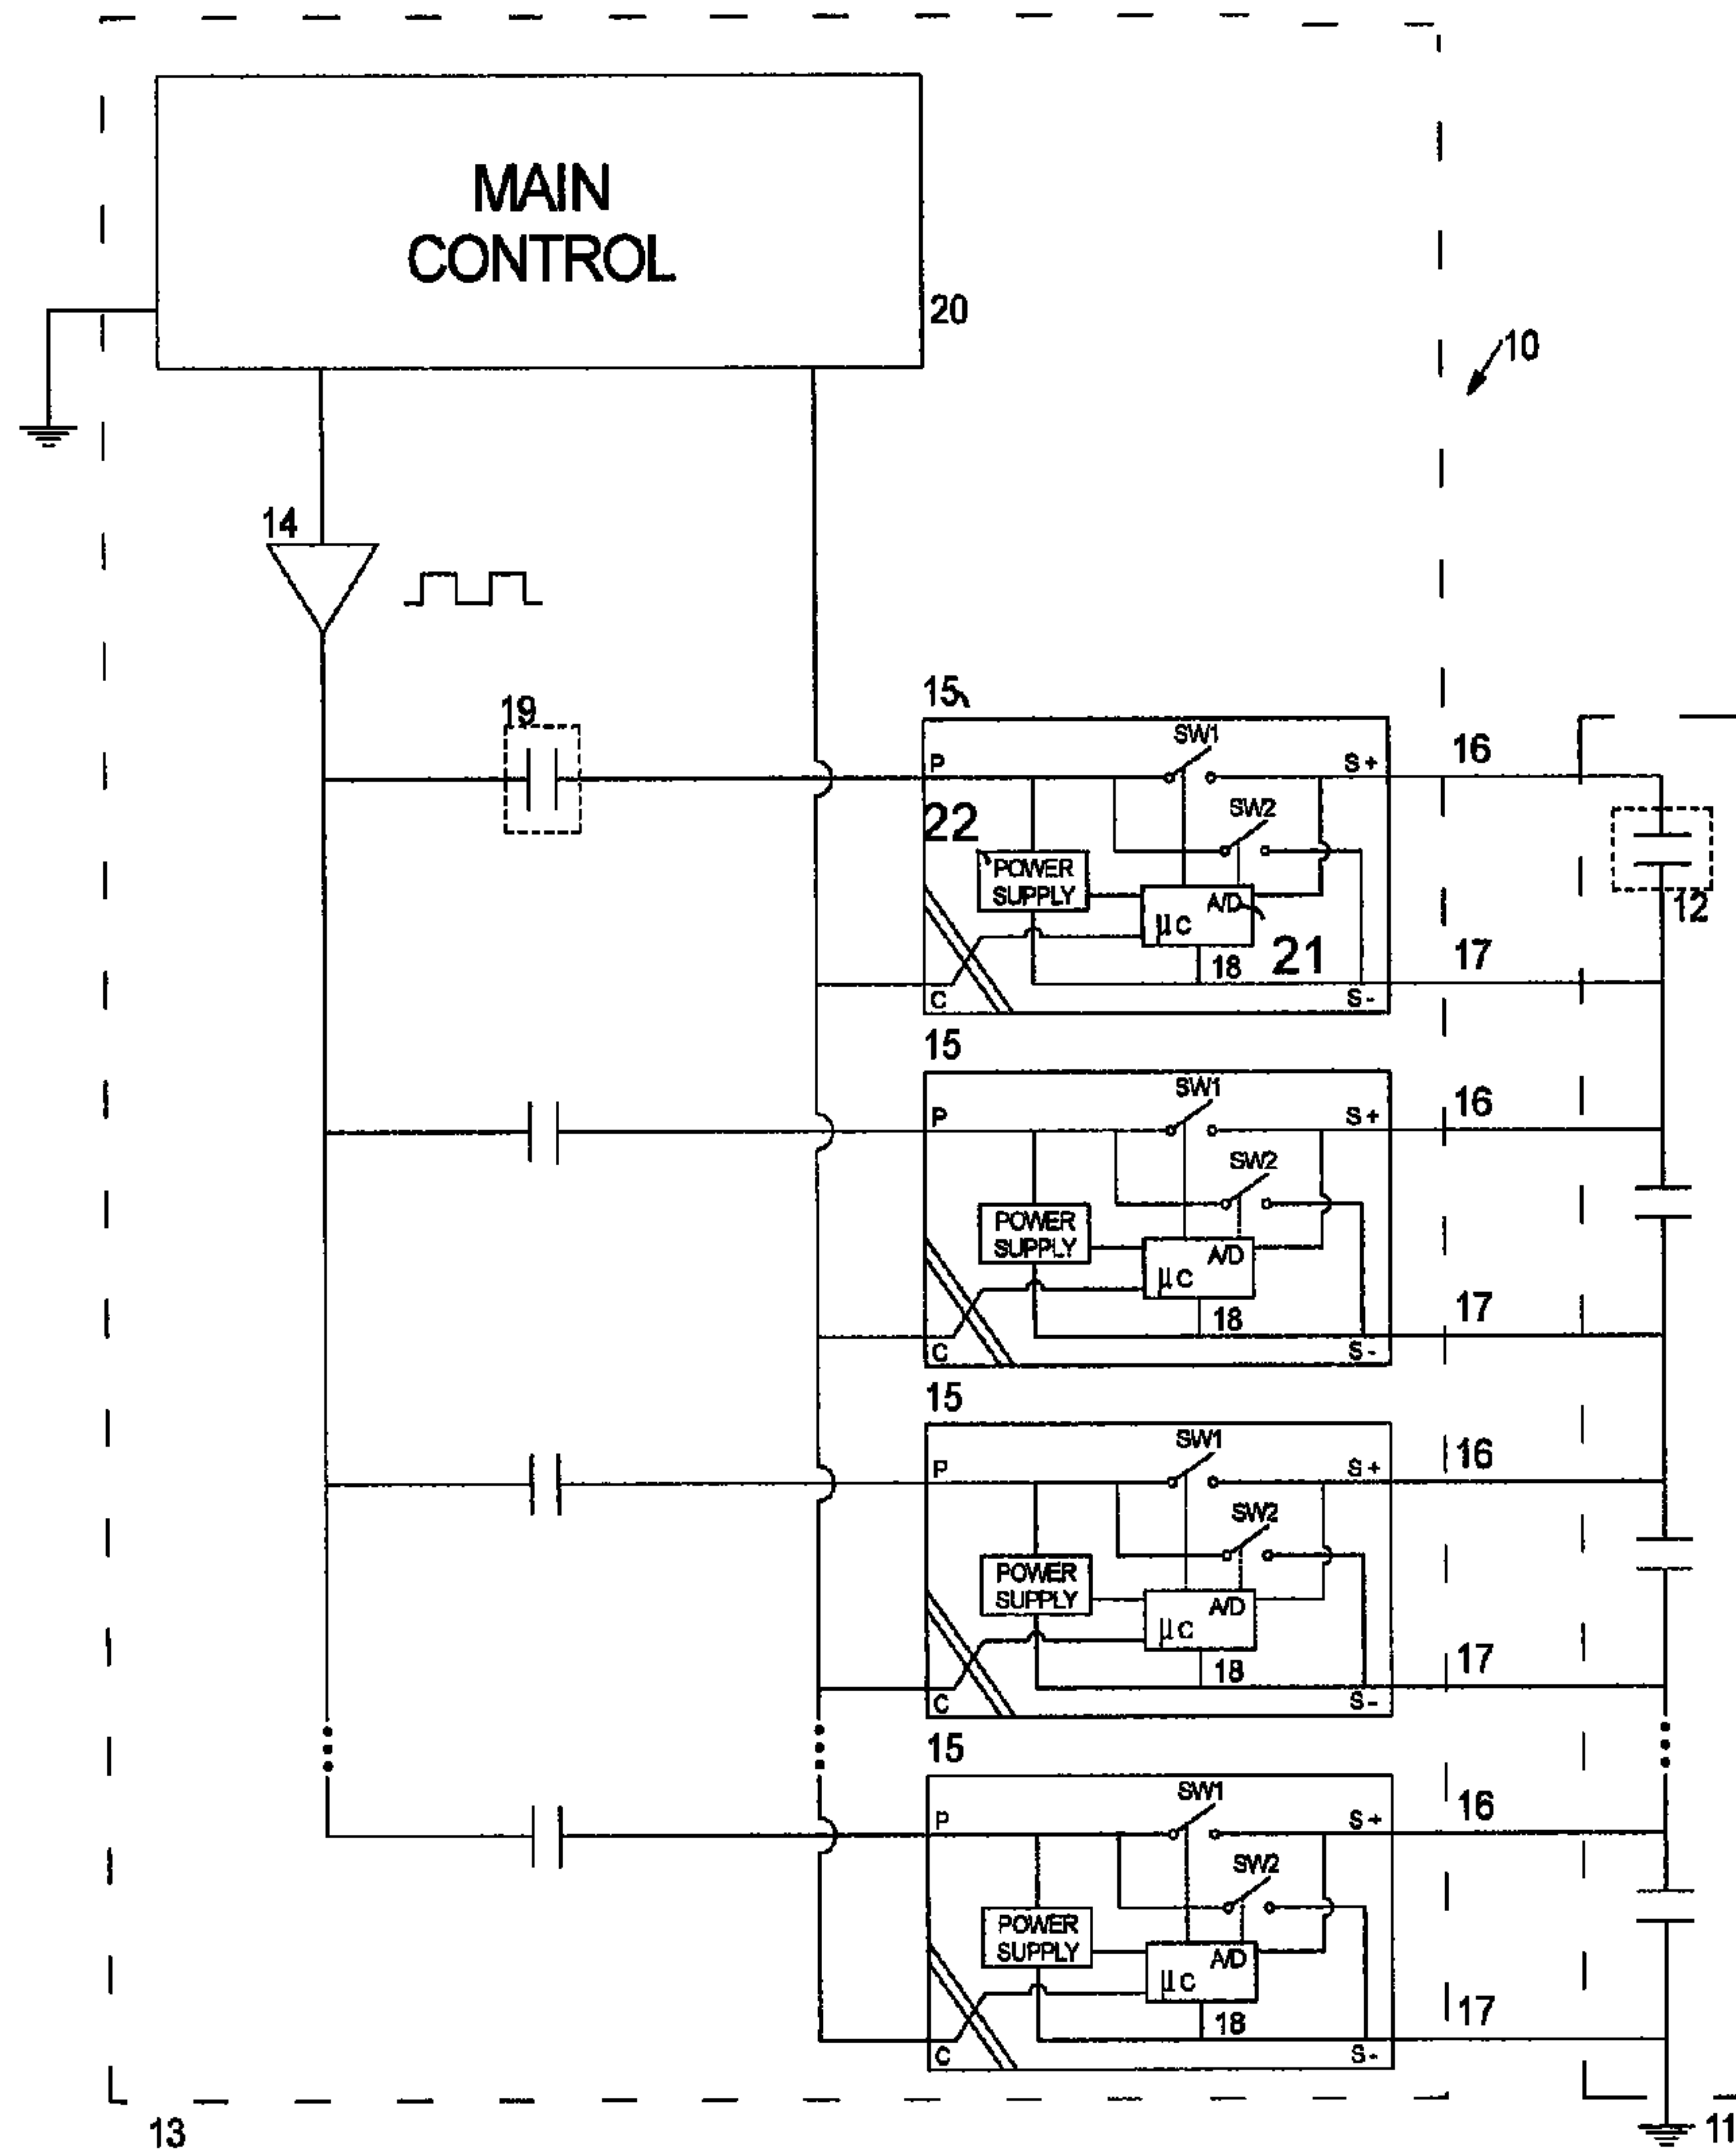 MAIN
CONTROL
20
10
14
19
15
SW1
P
S+
16
SW2
22
POWER
SUPPLY
A/D
12
µC
17
18
21
C
S-
15
SW1
P
S+
16
SW2
POWER
SUPPLY
A/D
µC
17
18
C
S-
15
SW1
P
S+
16
SW2
POWER
SUPPLY
A/D
µC
17
18
C
S-
15
SW1
P
S+
16
SW2
POWER
SUPPLY
A/D
µC
17
18
C
S-
13
11